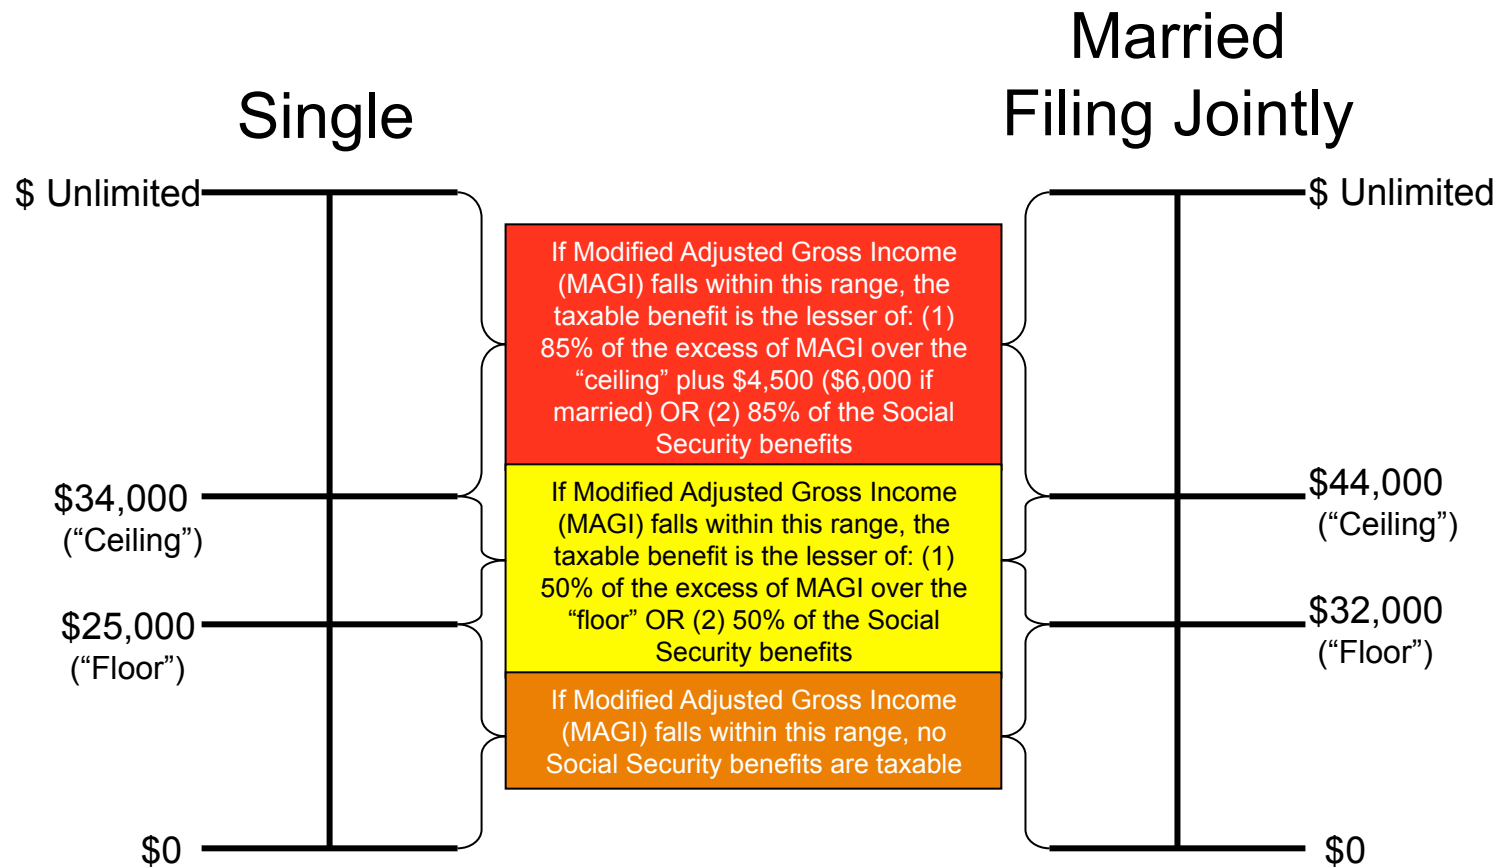 Single
Married
Filing Jointly
$ Unlimited
$ Unlimited
If Modified Adjusted Gross Income
(MAGI) falls within this range, the
taxable benefit is the lesser of: (1)
85% of the excess of MAGI over the
“ceiling” plus $4,500 ($6,000 if
married) OR (2) 85% of the Social
Security benefits
$34,000
(“Ceiling”)
$44,000
(“Ceiling”)
If Modified Adjusted Gross Income
(MAGI) falls within this range, the
taxable benefit is the lesser of: (1)
50% of the excess of MAGI over the
“floor” OR (2) 50% of the Social
Security benefits
$25,000
(“Floor”)
$32,000
(“Floor”)
If Modified Adjusted Gross Income
(MAGI) falls within this range, no
Social Security benefits are taxable
$0
$0